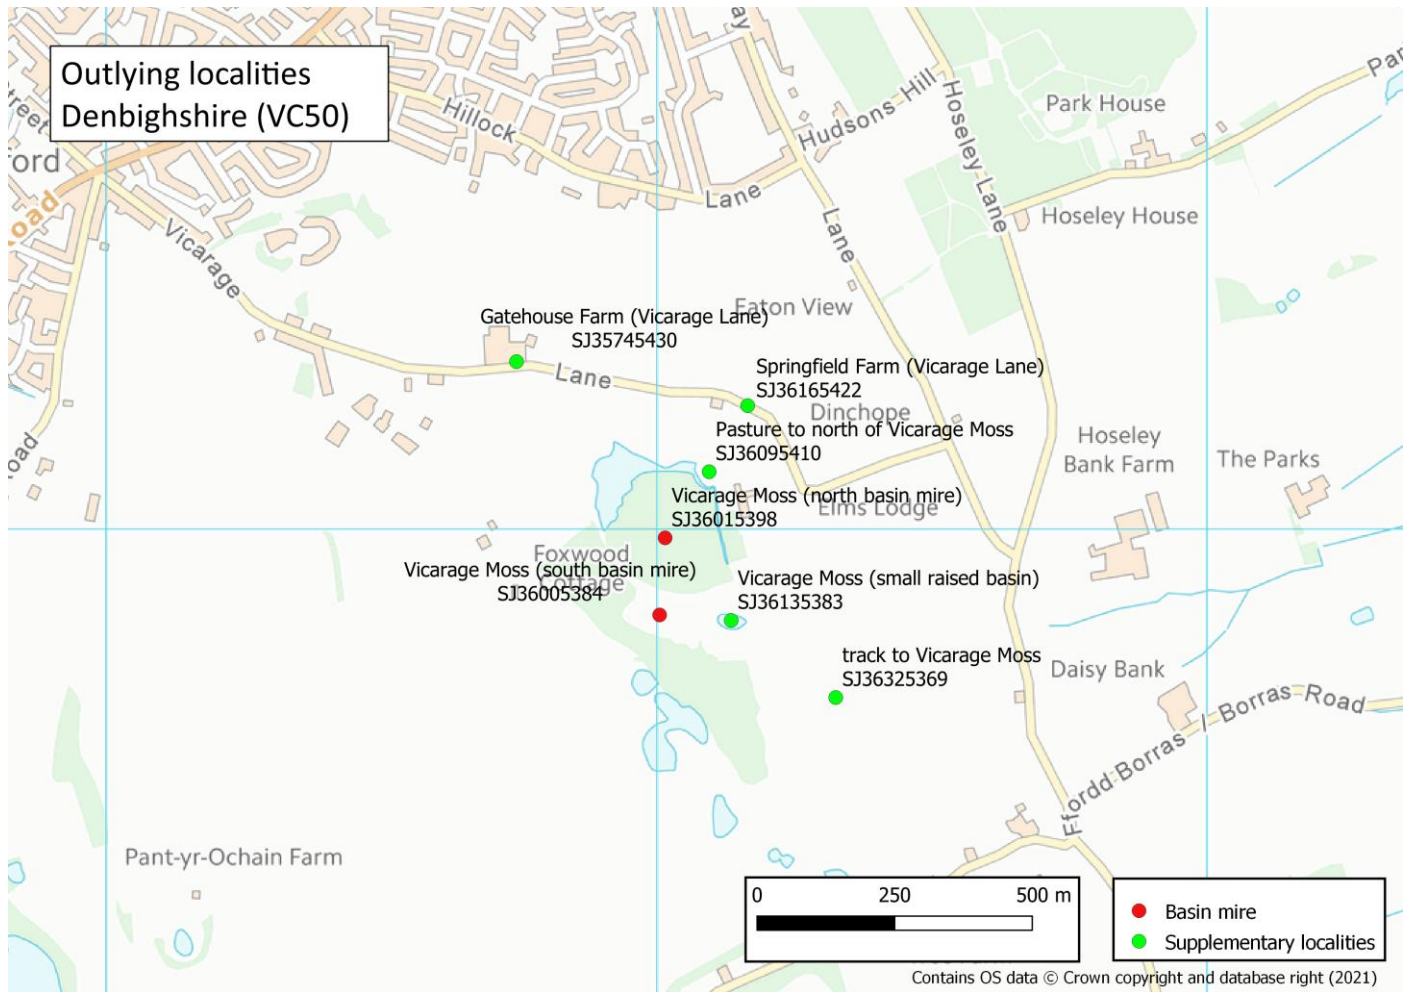 Outlying localities
Denbighshire (VC50)
Hillock
Lane
Hudsons Hill
Hoseley Lane
Park House
Hoseley House
ford
Road
Vicarage
Lane
Eaton View
Gatehouse Farm (Vicarage Lane)
SJ35745430
Lane
Springfield Farm (Vicarage Lane)
SJ36165422
Dinchope
Pasture to north of Vicarage Moss
SJ36095410
Hoseley
Bank Farm
The Parks
Road
Vicarage Moss (north basin mire)
SJ36015398
Elms Lodge
Foxwood
Cottage
Vicarage Moss (south basin mire)
SJ36005384
Vicarage Moss (small raised basin)
SJ36135383
track to Vicarage Moss
SJ36325369
Daisy Bank
Ffordd Borras / Borras Road
Pant-yr-Ochain Farm
0 250 500 m
Basin mire
Supplementary localities
Contains OS data © Crown copyright and database right (2021)